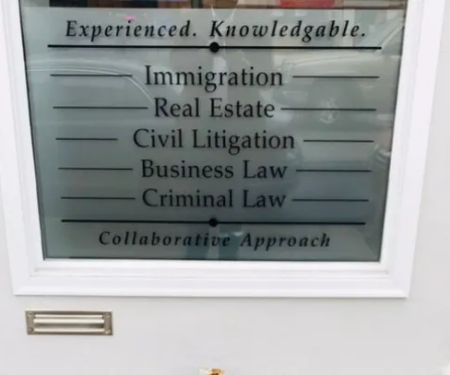 Experienced. Knowledgable.
Immigration
Real Estate
Civil Litigation
Business Law
Criminal Law
Collaborative Approach